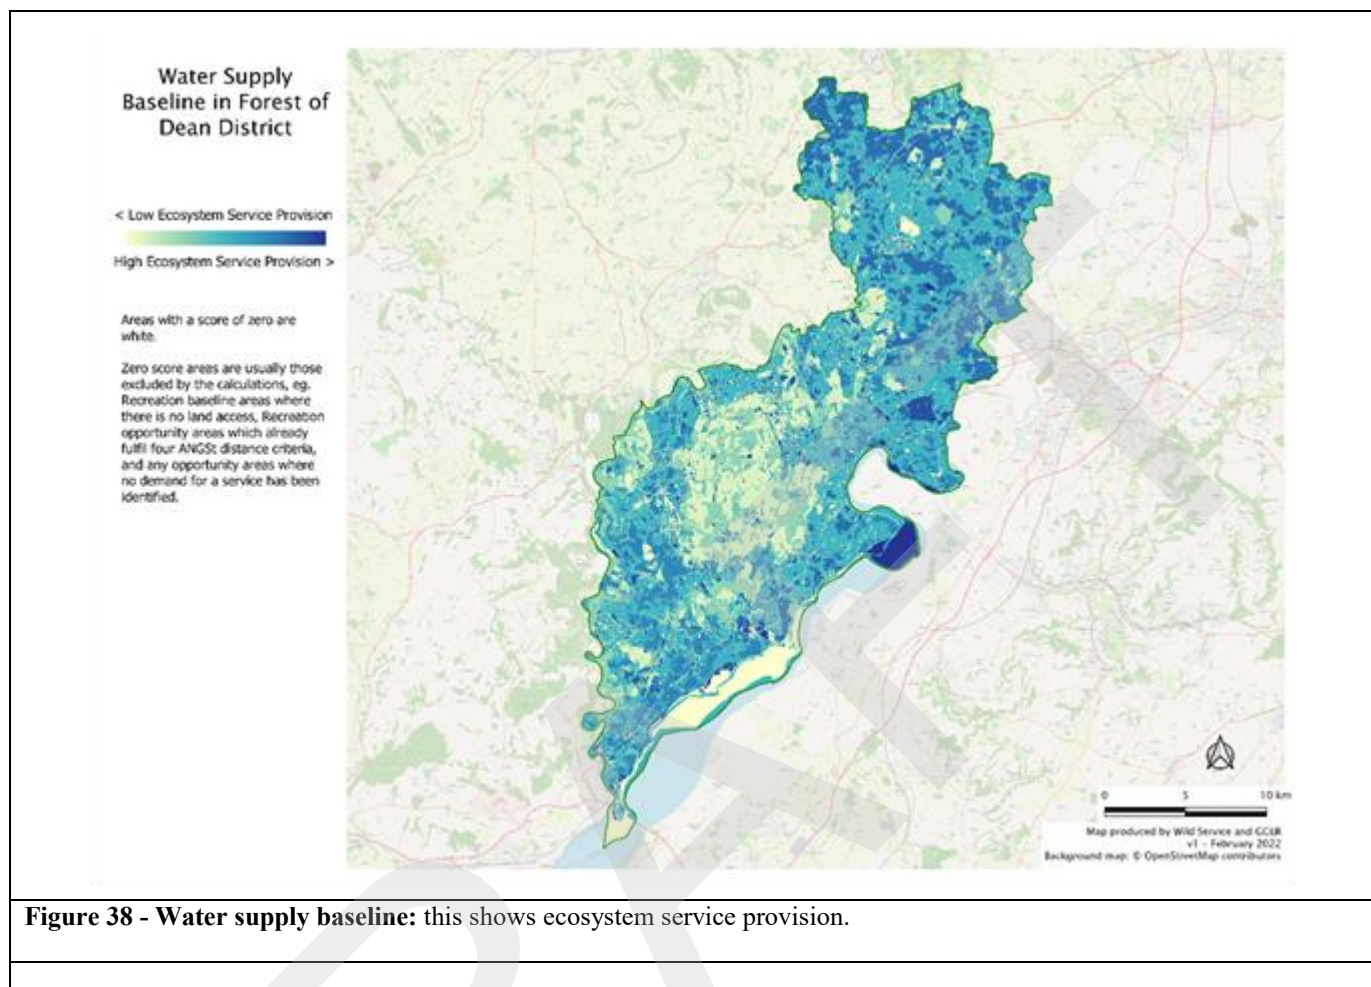 Water Supply
Baseline in Forest of
Dean District
< Low Ecosystem Service Provision
High Ecosystem Service Provision >
Areas with a score of zero are
white.
Zero score areas are usually those
excluded by the calculations, eg.
Recreation baseline areas where
there is no land access, Recreation
opportunity areas which already
fulfil four ANGSt distance criteria,
and any opportunity areas where
no demand for a service has been
identified.
0 5 10 km
Map produced by Wild Service and GCER
v1 - February 2022
Background map: © OpenStreetMap contributors
Figure 38 - Water supply baseline: this shows ecosystem service provision.